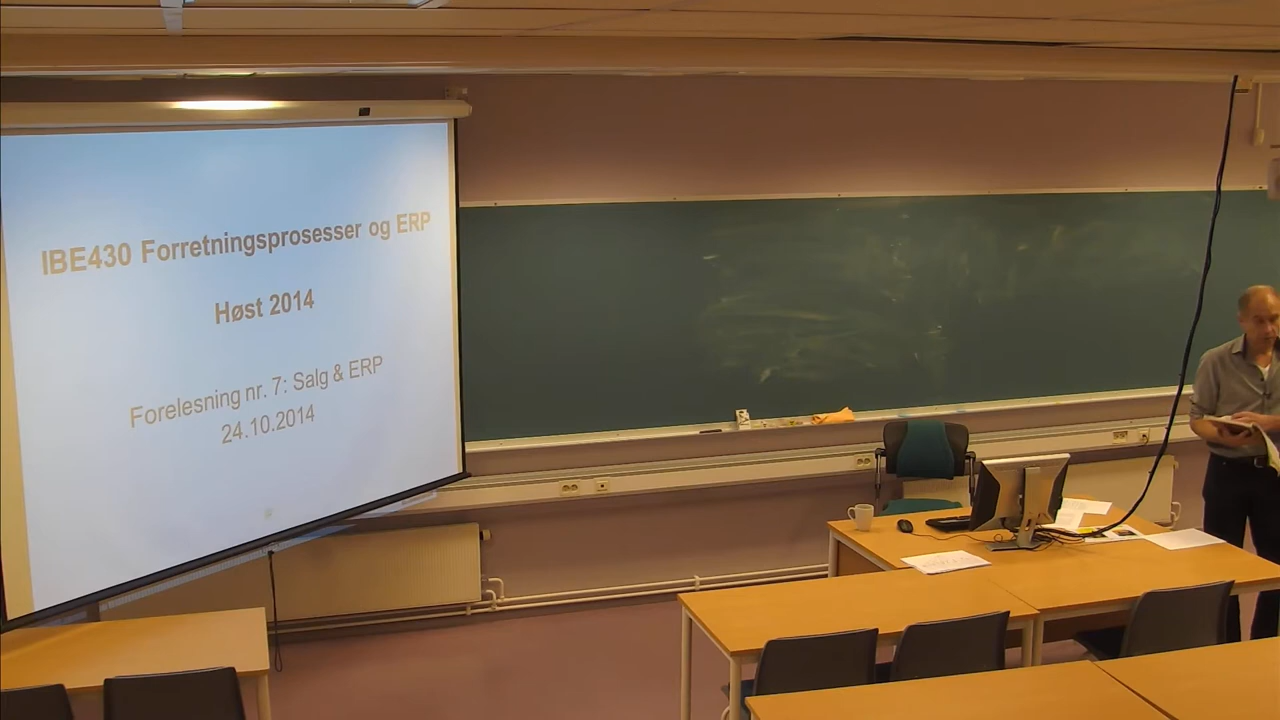 IBE430 Forretningsprosesser og ERP
Høst 2014
Forelesning nr. 7: Salg & ERP
24.10.2014